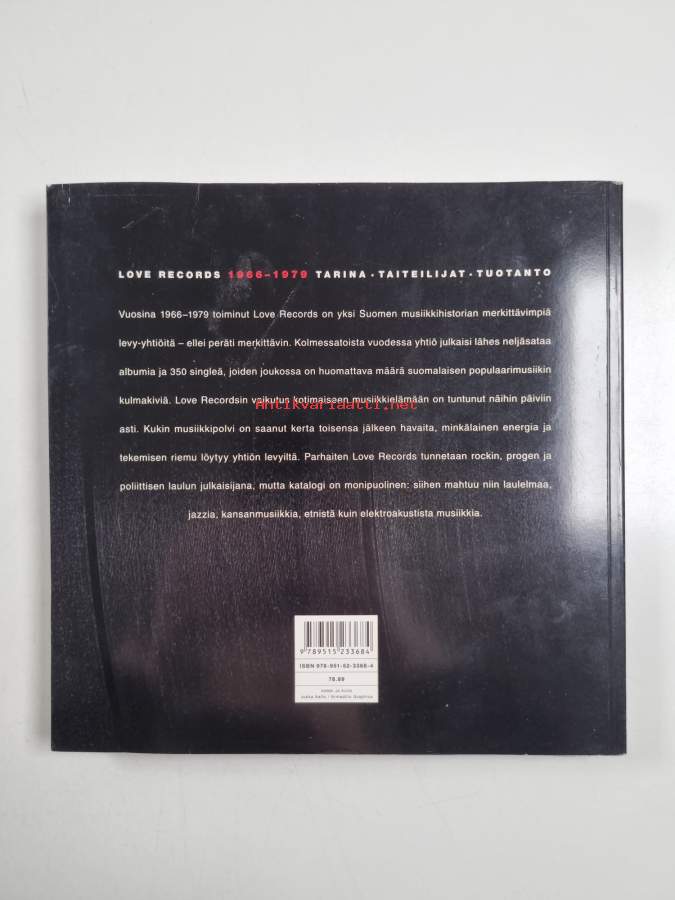 LOVE RECORDS 1966–1979 TARINA · TAITEILIJAT · TUOTANTO
Vuosina 1966–1979 toiminut Love Records on yksi Suomen musiikkihistorian merkittävimpiä
levy-yhtiöitä – ellei peräti merkittävin. Kolmessatoista vuodessa yhtiö julkaisi lähes neljäsataa
albumia ja 350 singleä, joiden joukossa on huomattava määrä suomalaisen populaarimusiikin
kulmakiviä. Love Recordsin vaikutus kotimaiseen musiikkielämään on tuntunut näihin päiviin
Antikvariaatti.net
asti. Kukin musiikkipolvi on saanut kerta toisensa jälkeen havaita, minkälainen energia ja
tekemisen riemu löytyy yhtiön levyiltä. Parhaiten Love Records tunnetaan rockin, progen ja
poliittisen laulun julkaisijana, mutta katalogi on monipuolinen: siihen mahtuu niin laulelmaa,
jazzia, kansanmusiikkia, etnistä kuin elektroakustista musiikkia.
9 789515 233684
ISBN 978-951-52-3368-4
78.89